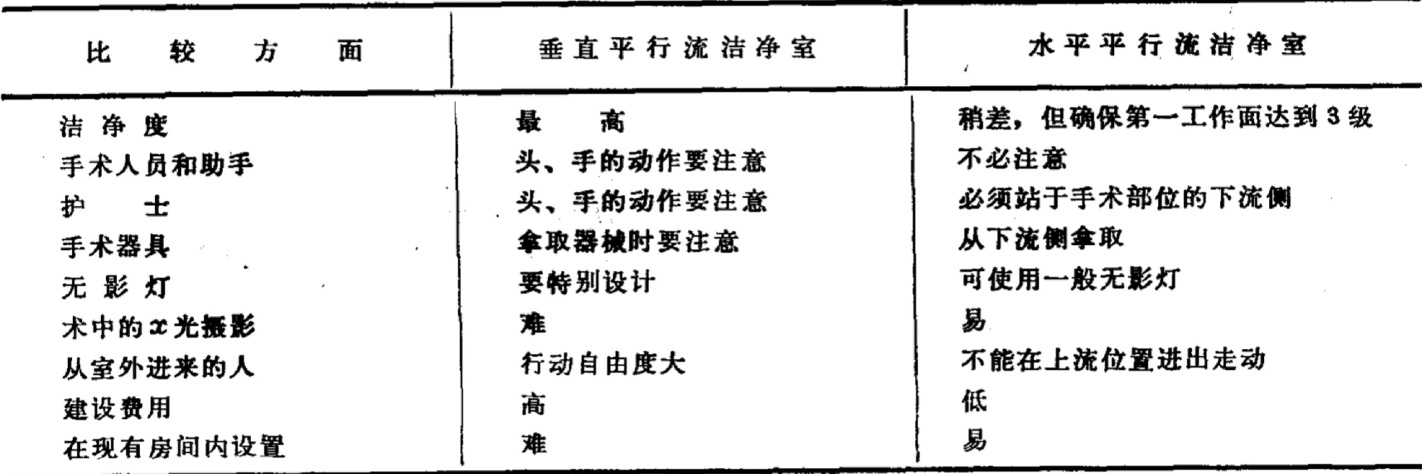 比较方面 垂直平行流洁净室 水平平行流洁净室
洁净度 最高 稍差，但确保第一工作面达到3级
手术人员和助手 头、手的动作要注意 不必注意
护士 头、手的动作要注意 必须站于手术部位的下流侧
手术器具 拿取器械时要注意 从下流侧拿取
无影灯 要特别设计 可使用一般无影灯
术中的x光摄影 难 易
从室外进来的人 行动自由度大 不能在上流位置进出走动
建设费用 高 低
在现有房间内设置 难 易